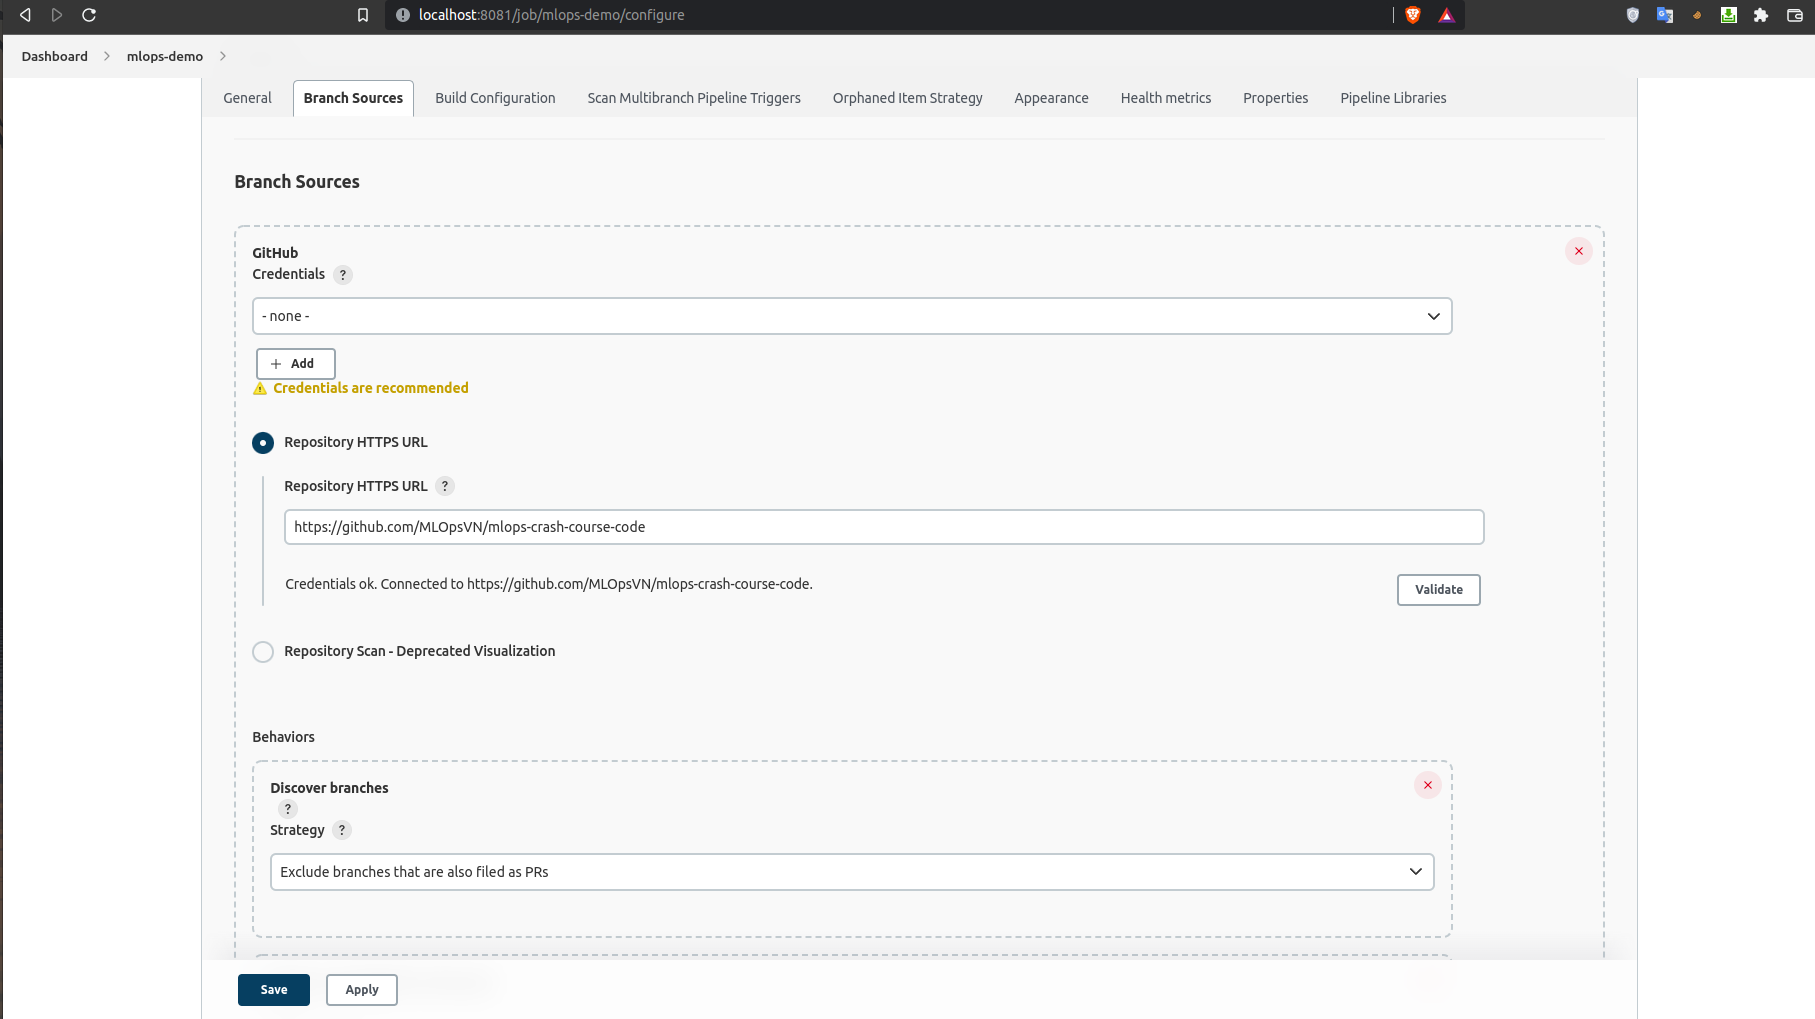 localhost:8081/job/mlops-demo/configure
Dashboard mlops-demo
General Branch Sources Build Configuration Scan Multibranch Pipeline Triggers Orphaned Item Strategy Appearance Health metrics Properties Pipeline Libraries
Branch Sources
GitHub
Credentials ?
- none -
+ Add
Credentials are recommended
Repository HTTPS URL
Repository HTTPS URL ?
https://github.com/MLOpsVN/mlops-crash-course-code
Credentials ok. Connected to https://github.com/MLOpsVN/mlops-crash-course-code.
Validate
Repository Scan - Deprecated Visualization
Behaviors
Discover branches
?
Strategy ?
Exclude branches that are also filed as PRs
Save Apply